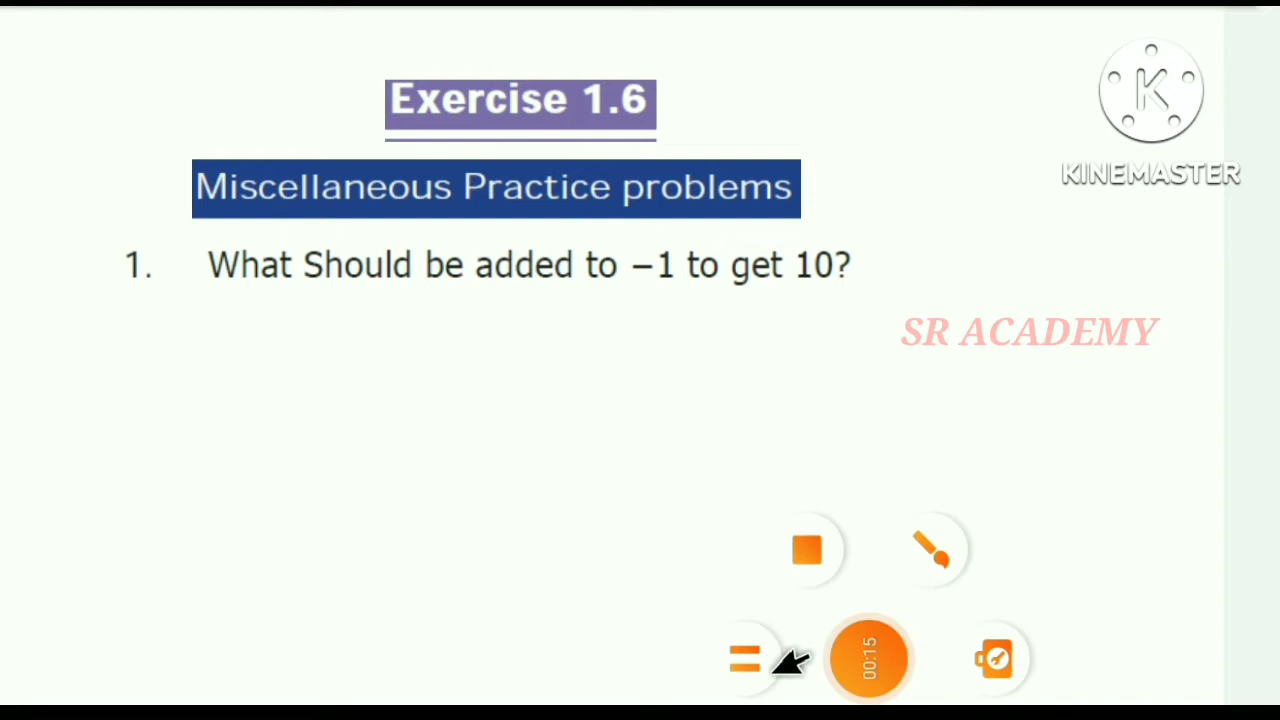 Exercise 1.6
KINEMASTER
Miscellaneous Practice problems
1. What Should be added to −1 to get 10?
SR ACADEMY
00:15